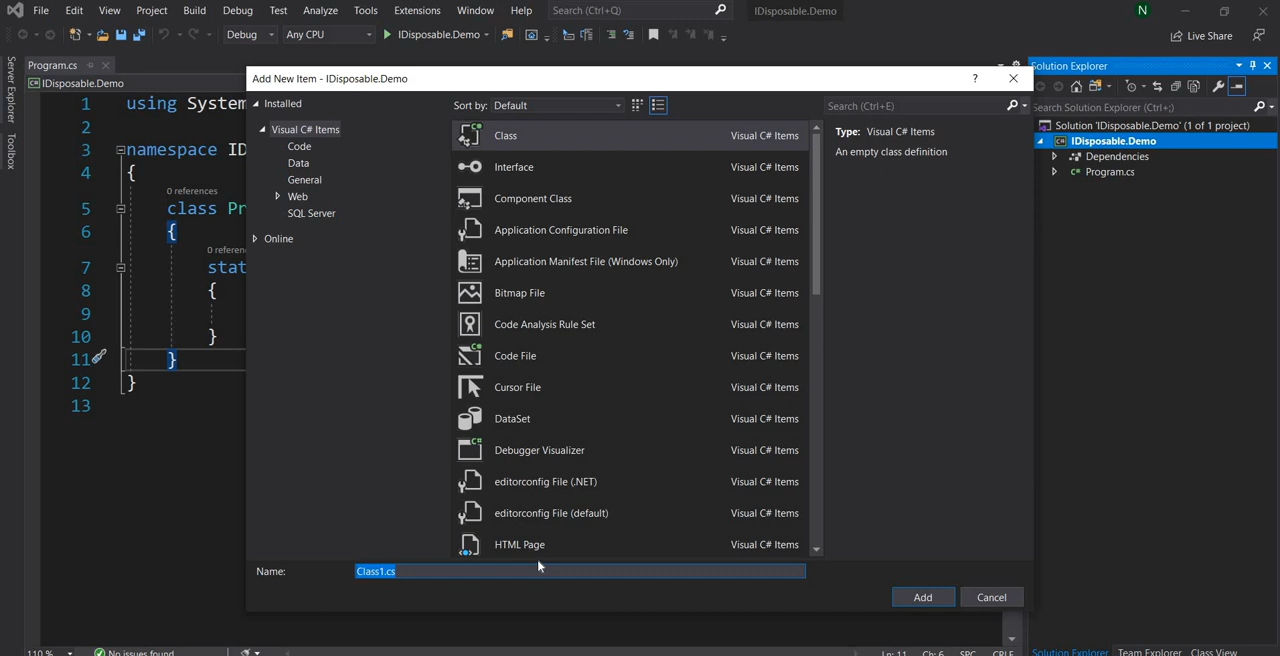 File Edit View Project Build Debug Test Analyze Tools Extensions Window Help Search (Ctrl+Q) IDisposable.Demo N
Debug Any CPU IDisposable.Demo Live Share
Server Explorer
Toolbox
Program.cs
IDisposable.Demo
1 using System
2
3 namespace ID
4 {
0 references
5 class Pr
6 {
0 referen
7 stat
8 {
9
10 }
11 }
12 }
13
Add New Item - IDisposable.Demo ?
Installed
Visual C# Items
Code
Data
General
Web
SQL Server
Online
Sort by: Default
Class Visual C# Items
Interface Visual C# Items
Component Class Visual C# Items
Application Configuration File Visual C# Items
Application Manifest File (Windows Only) Visual C# Items
Bitmap File Visual C# Items
Code Analysis Rule Set Visual C# Items
Code File Visual C# Items
Cursor File Visual C# Items
DataSet Visual C# Items
Debugger Visualizer Visual C# Items
editorconfig File (.NET) Visual C# Items
editorconfig File (default) Visual C# Items
HTML Page Visual C# Items
Search (Ctrl+E)
Type: Visual C# Items
An empty class definition
Name: Class1.cs
Add Cancel
Solution Explorer
Search Solution Explorer (Ctrl+;)
Solution 'IDisposable.Demo' (1 of 1 project)
IDisposable.Demo
Dependencies
C# Program.cs
110 % No issues found Ln: 11 Ch: 6 SPC CRLF
Solution Explorer Team Explorer Class View